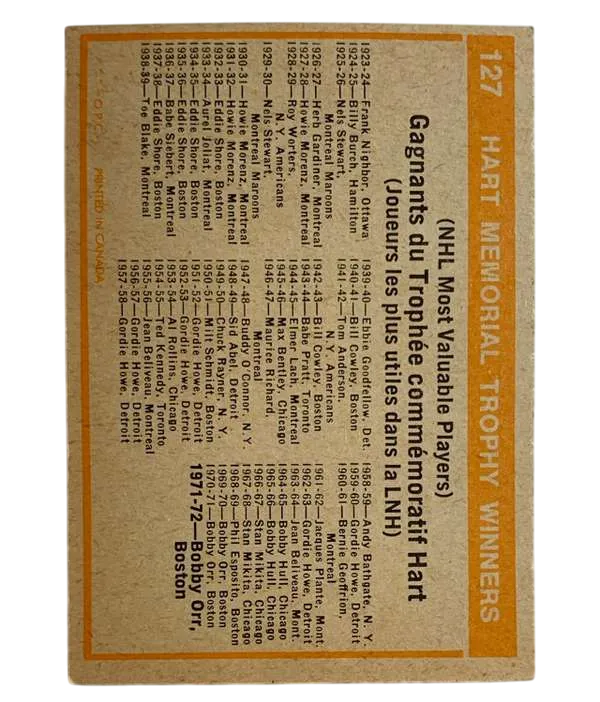 127 HART MEMORIAL TROPHY WINNERS
(NHL Most Valuable Players)
Gagnants du Trophée commémoratif Hart
(Joueurs les plus utiles dans la LNH)
1923-24—Frank Nighbor, Ottawa
1924-25—Billy Burch, Hamilton
1925-26—Nels Stewart,
Montreal Maroons
1926-27—Herb Gardiner, Montreal
1927-28—Howie Morenz, Montreal
1928-29—Roy Worters,
N.Y. Americans
1929-30—Nels Stewart,
Montreal Maroons
1930-31—Howie Morenz, Montreal
1931-32—Howie Morenz, Montreal
1932-33—Eddie Shore, Boston
1933-34—Aurel Joliat, Montreal
1934-35—Eddie Shore, Boston
1935-36—Eddie Shore, Boston
1936-37—Babe Siebert, Montreal
1937-38—Eddie Shore, Boston
1938-39—Toe Blake, Montreal
1939-40—Ebbie Goodfellow, Det.
1940-41—Bill Cowley, Boston
1941-42—Tom Anderson,
N.Y. Americans
1942-43—Bill Cowley, Boston
1943-44—Babe Pratt, Toronto
1944-45—Elmer Lach, Montreal
1945-46—Max Bentley, Chicago
1946-47—Maurice Richard,
Montreal
1947-48—Buddy O'Connor, N.Y.
1948-49—Sid Abel, Detroit
1949-50—Chuck Rayner, N. Y.
1950-51—Milt Schmidt, Boston
1951-52—Gordie Howe, Detroit
1952-53—Gordie Howe, Detroit
1953-54—Al Rollins, Chicago
1954-55—Ted Kennedy, Toronto
1955-56—Jean Beliveau, Montreal
1956-57—Gordie Howe, Detroit
1957-58—Gordie Howe, Detroit
1958-59—Andy Bathgate, N. Y.
1959-60—Gordie Howe, Detroit
1960-61—Bernie Geoffrion,
Montreal
1961-62—Jacques Plante, Mont.
1962-63—Gordie Howe, Detroit
1963-64—Jean Beliveau, Mont.
1964-65—Bobby Hull, Chicago
1965-66—Bobby Hull, Chicago
1966-67—Stan Mikita, Chicago
1967-68—Stan Mikita, Chicago
1968-69—Phil Esposito, Boston
1969-70—Bobby Orr, Boston
1970-71—Bobby Orr, Boston
1971-72—Bobby Orr,
Boston
PRINTED IN CANADA